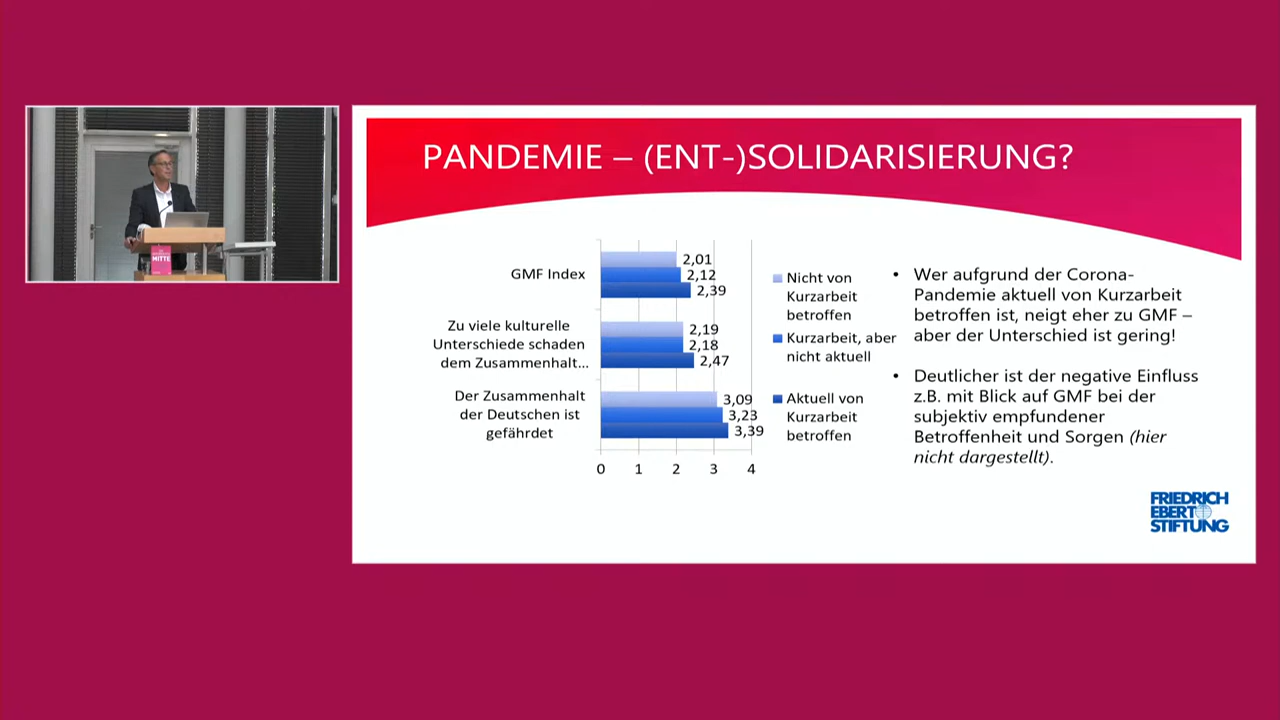 MITTE
PANDEMIE – (ENT-)SOLIDARISIERUNG?
GMF Index
2,01
2,12
2,39
Zu viele kulturelle
Unterschiede schaden
dem Zusammenhalt...
2,19
2,18
2,47
Der Zusammenhalt
der Deutschen ist
gefährdet
3,09
3,23
3,39
0 1 2 3 4
Nicht von
Kurzarbeit
betroffen
Kurzarbeit, aber
nicht aktuell
Aktuell von
Kurzarbeit
betroffen
• Wer aufgrund der Corona-
Pandemie aktuell von Kurzarbeit
betroffen ist, neigt eher zu GMF –
aber der Unterschied ist gering!
• Deutlicher ist der negative Einfluss
z.B. mit Blick auf GMF bei der
subjektiv empfundener
Betroffenheit und Sorgen (hier
nicht dargestellt).
FRIEDRICH
EBERT
STIFTUNG